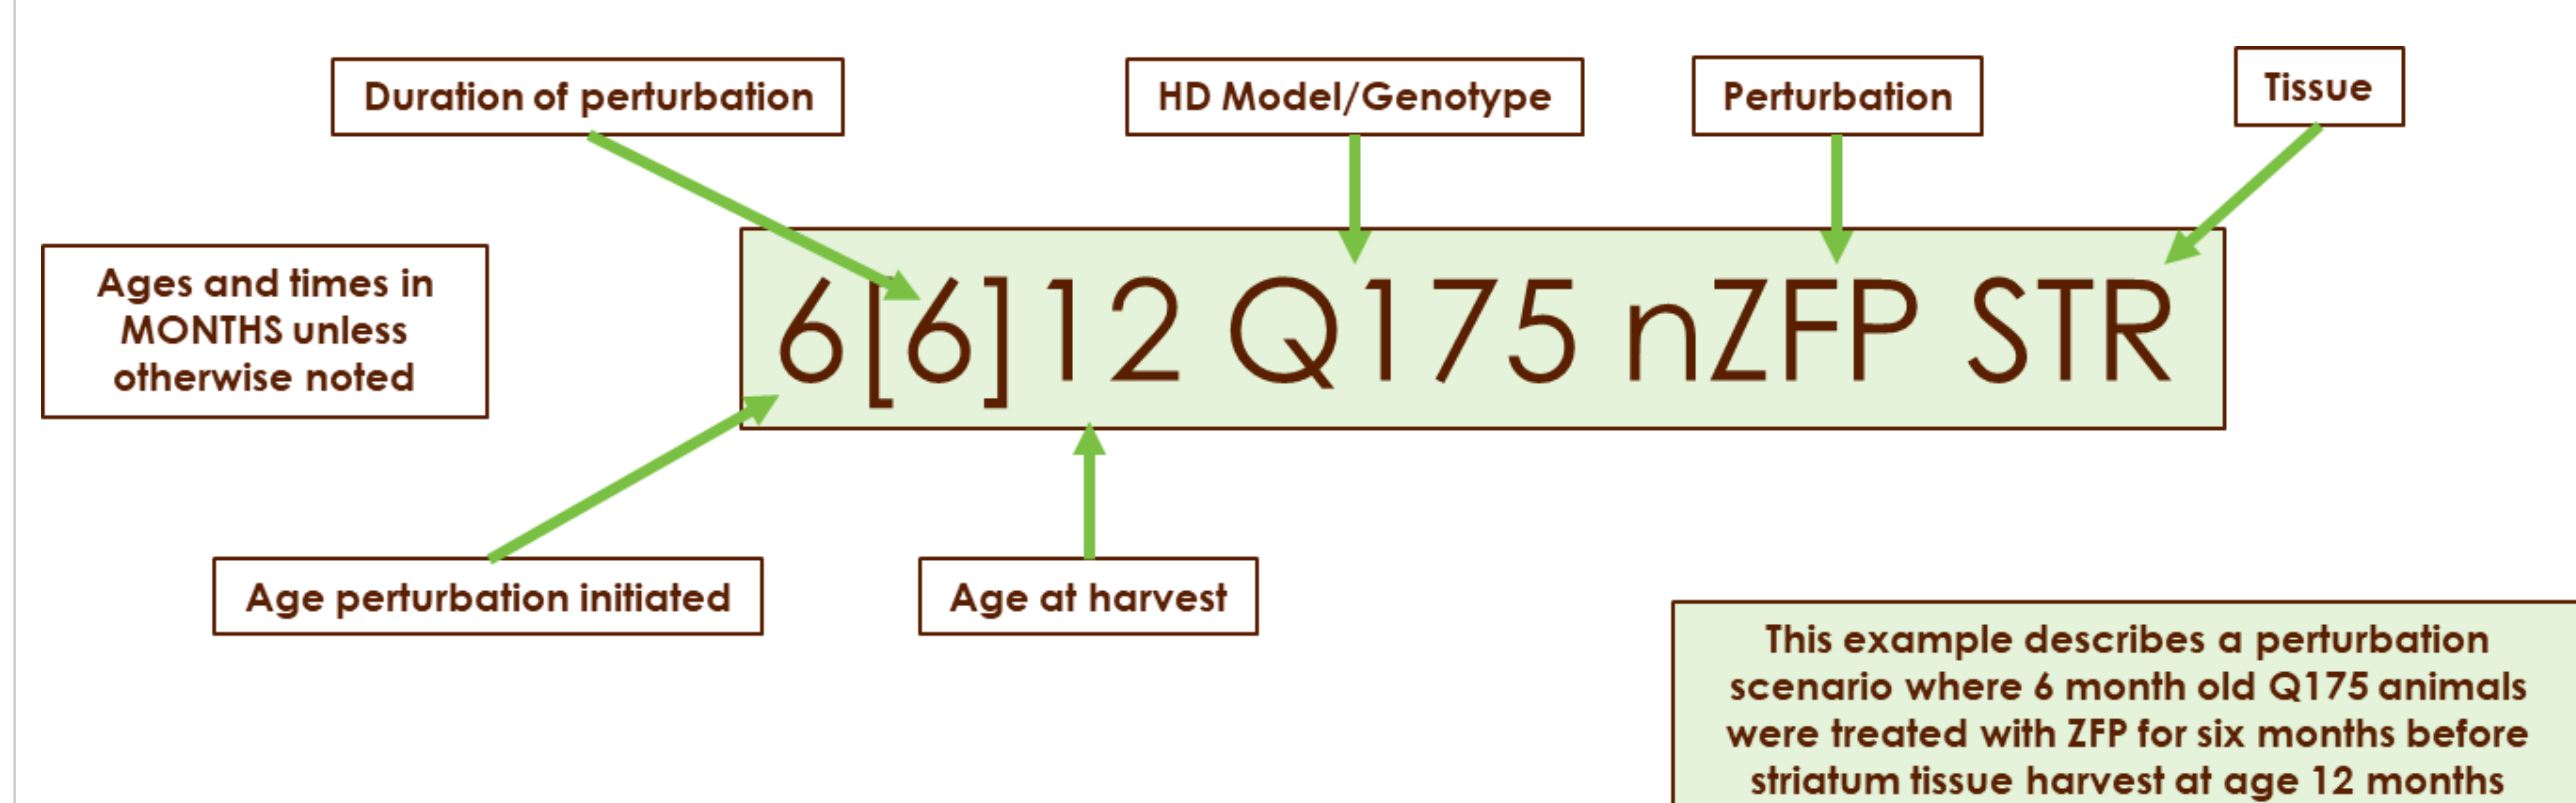 Duration of perturbation
HD Model/Genotype
Perturbation
Tissue
Ages and times in
MONTHS unless
otherwise noted
6[6]12 Q175 nZFP STR
Age perturbation initiated
Age at harvest
This example describes a perturbation
scenario where 6 month old Q175 animals
were treated with ZFP for six months before
striatum tissue harvest at age 12 months